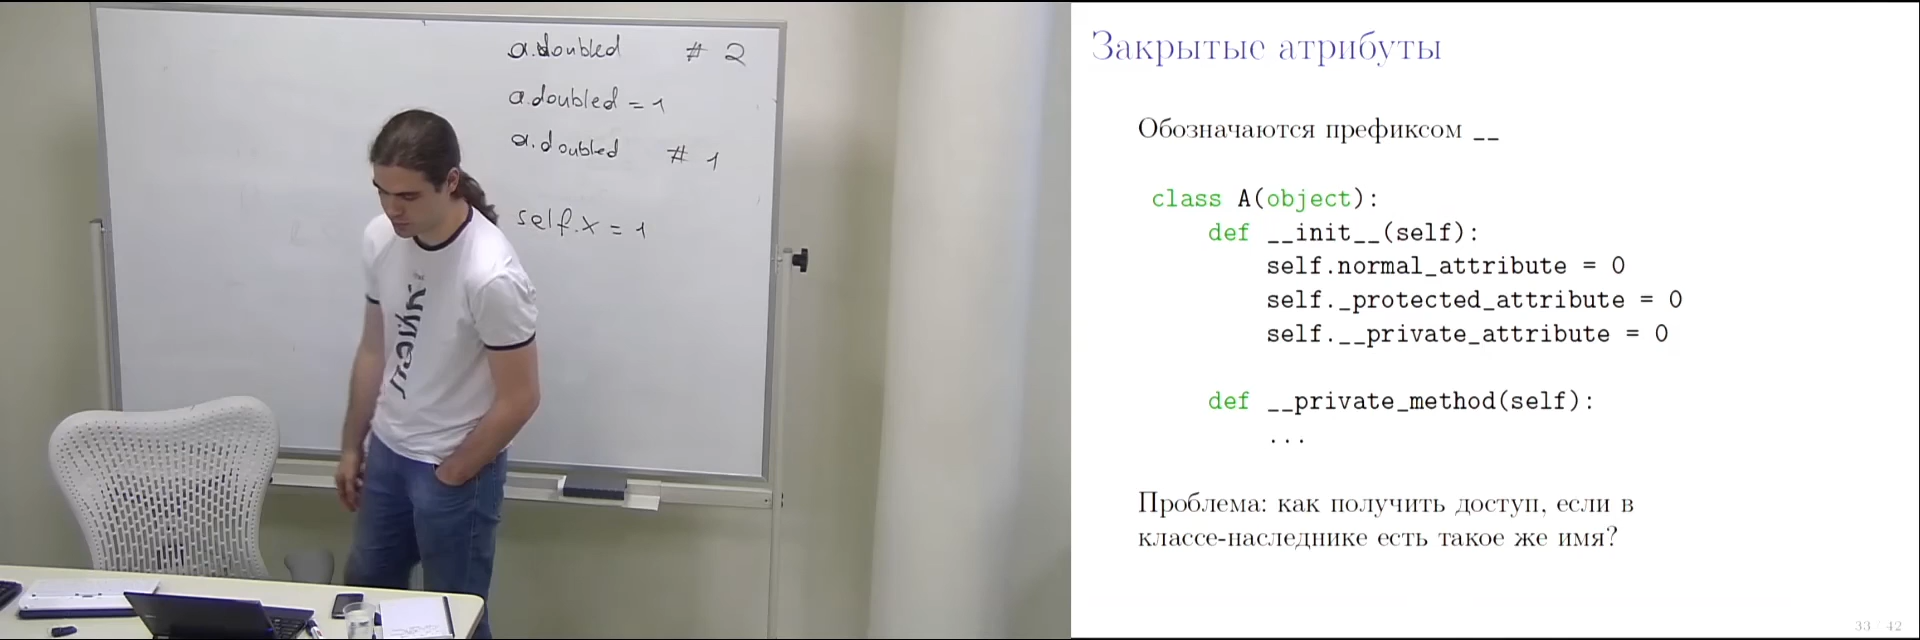 a.doubled # 2
a.doubled = 1
a.doubled # 1
self.x = 1
Закрытые атрибуты
Обозначаются префиксом __
class A(object):
def __init__(self):
self.normal_attribute = 0
self._protected_attribute = 0
self.__private_attribute = 0
def __private_method(self):
...
Проблема: как получить доступ, если в
классе-наследнике есть такое же имя?
33 / 42